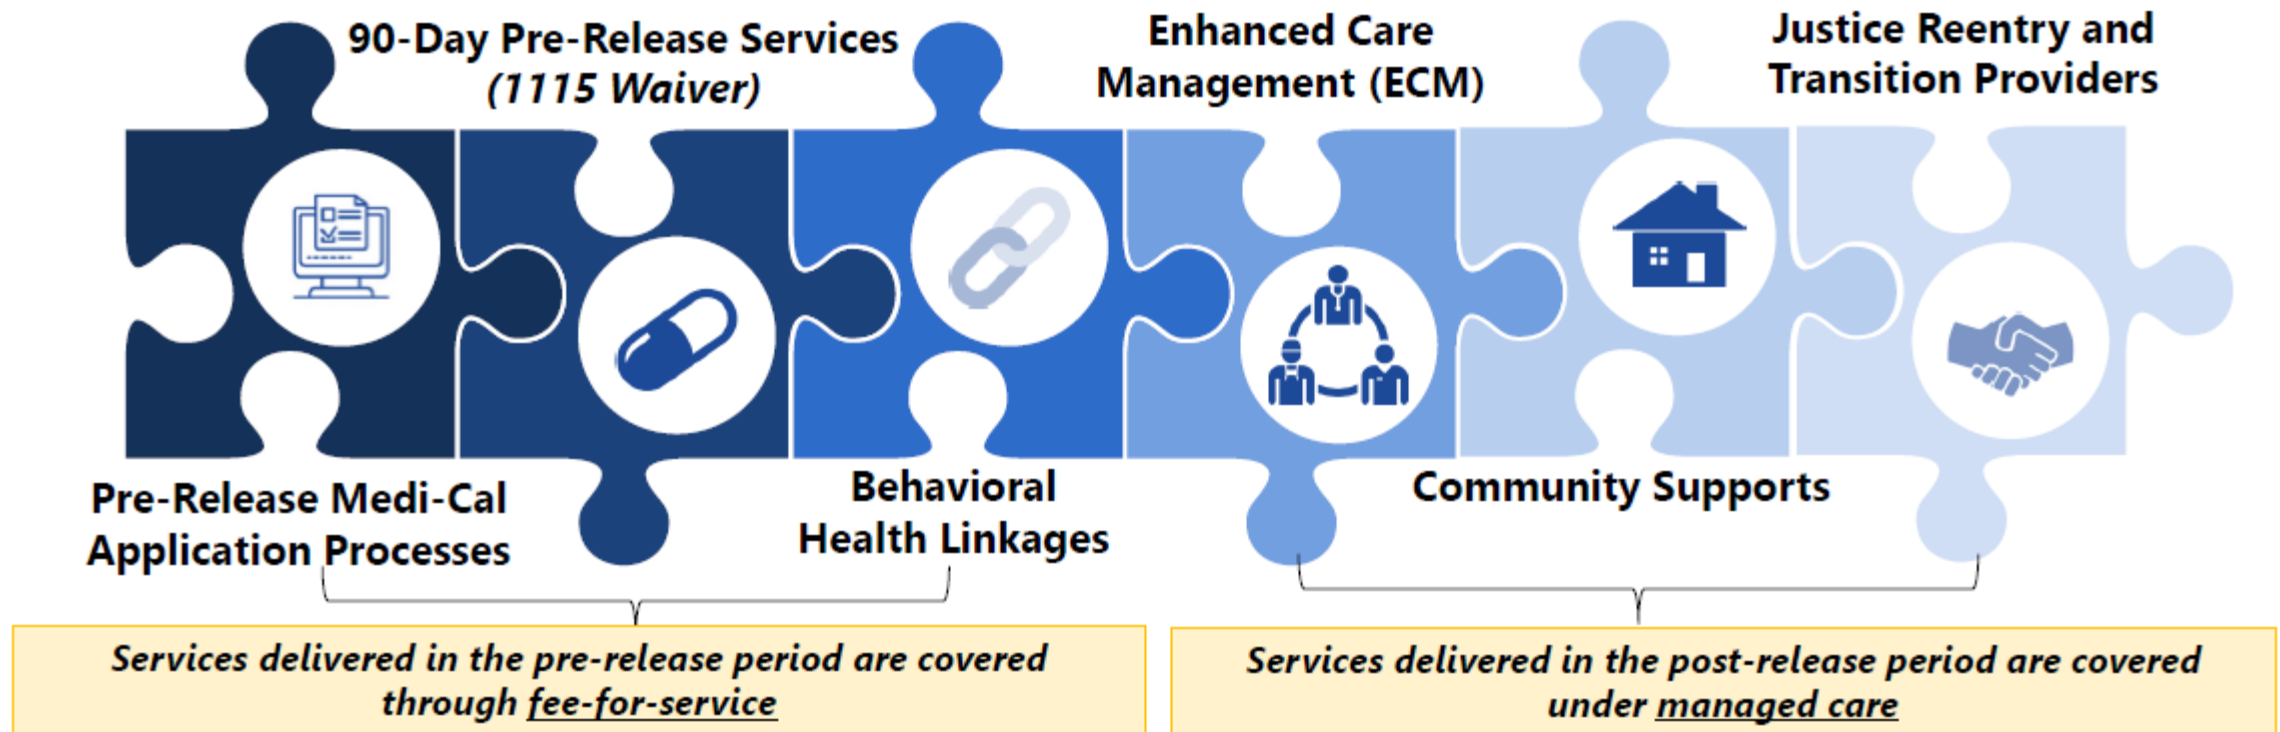 90-Day Pre-Release Services
(1115 Waiver)
Enhanced Care
Management (ECM)
Justice Reentry and
Transition Providers
Pre-Release Medi-Cal
Application Processes
Behavioral
Health Linkages
Community Supports
Services delivered in the pre-release period are covered
through fee-for-service
Services delivered in the post-release period are covered
under managed care